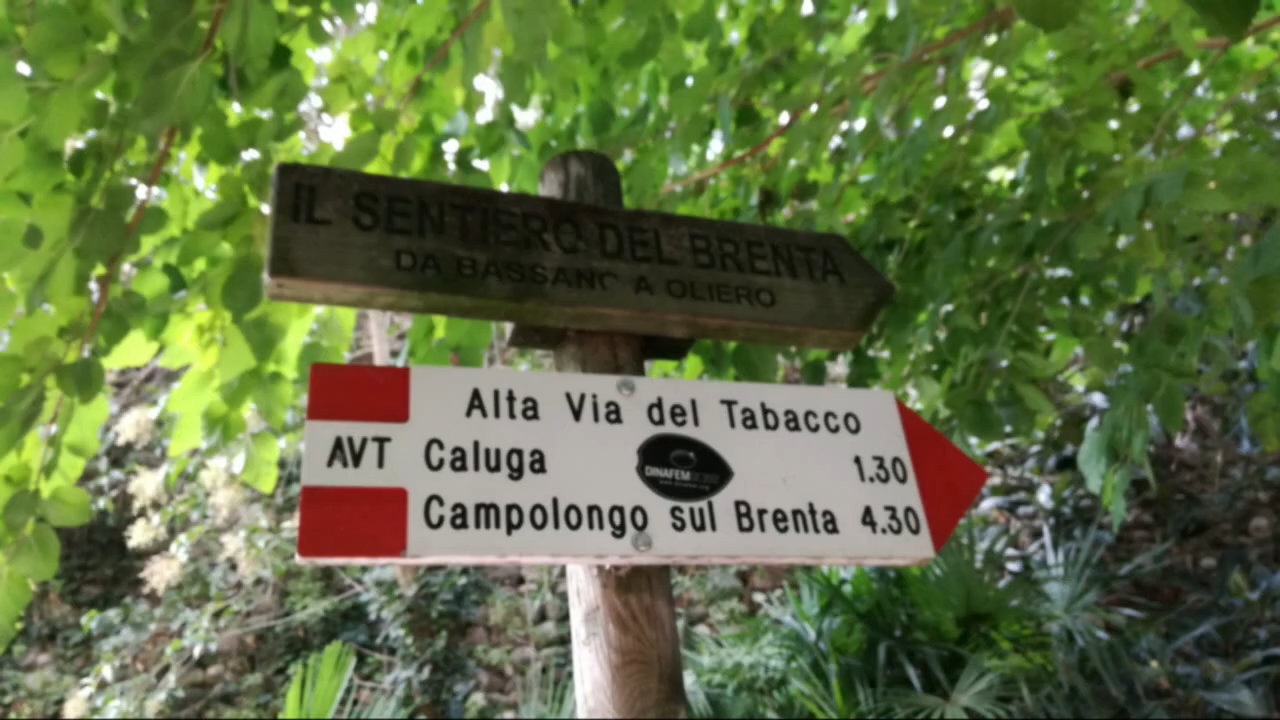 IL SENTIERO DEL BRENTA
DA BASSANO A OLIERO
Alta Via del Tabacco
AVT Caluga 1.30
DINAFEM
Campolongo sul Brenta 4.30